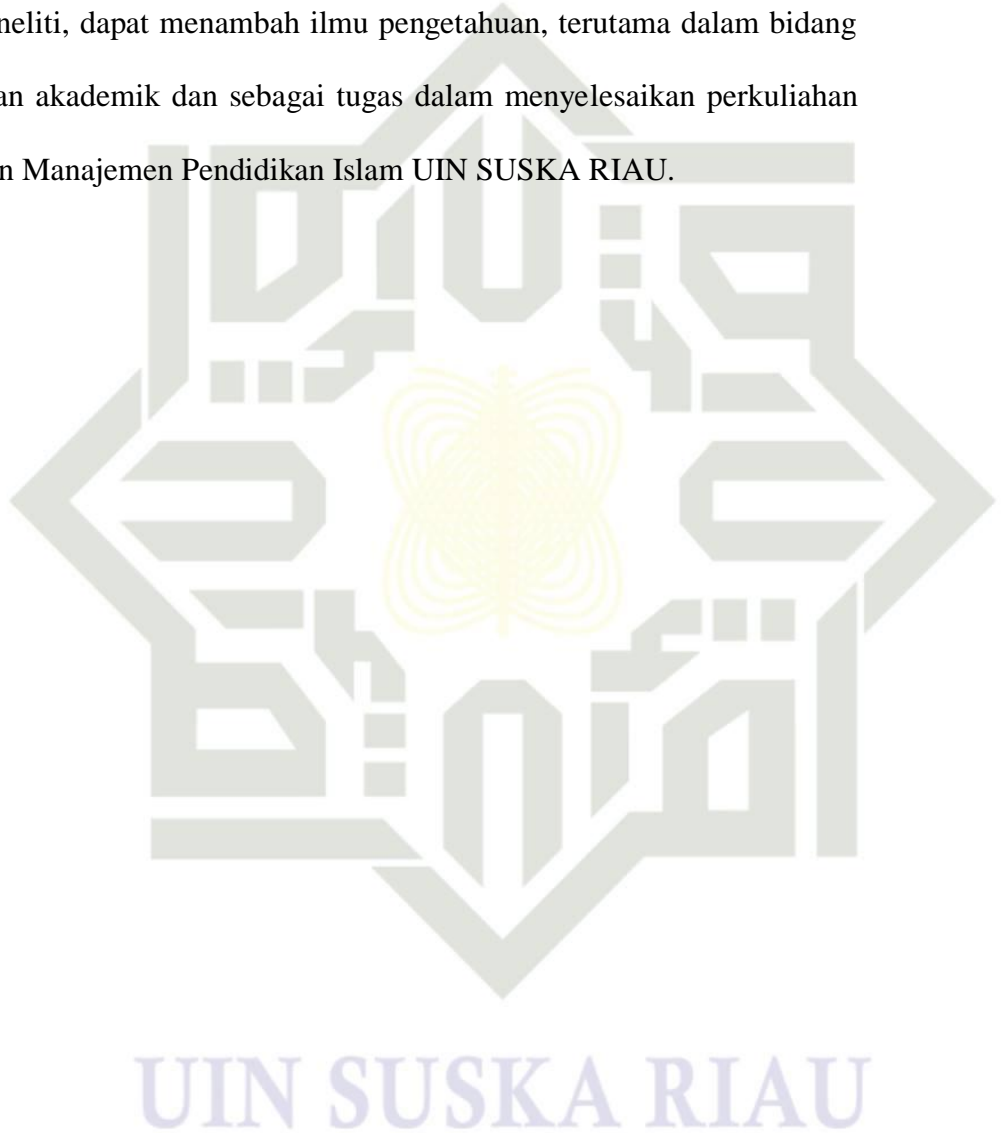 neliti, dapat menambah ilmu pengetahuan, terutama dalam bidang
an akademik dan sebagai tugas dalam menyelesaikan perkuliahan
n Manajemen Pendidikan Islam UIN SUSKA RIAU.
UIN SUSKA RIAU